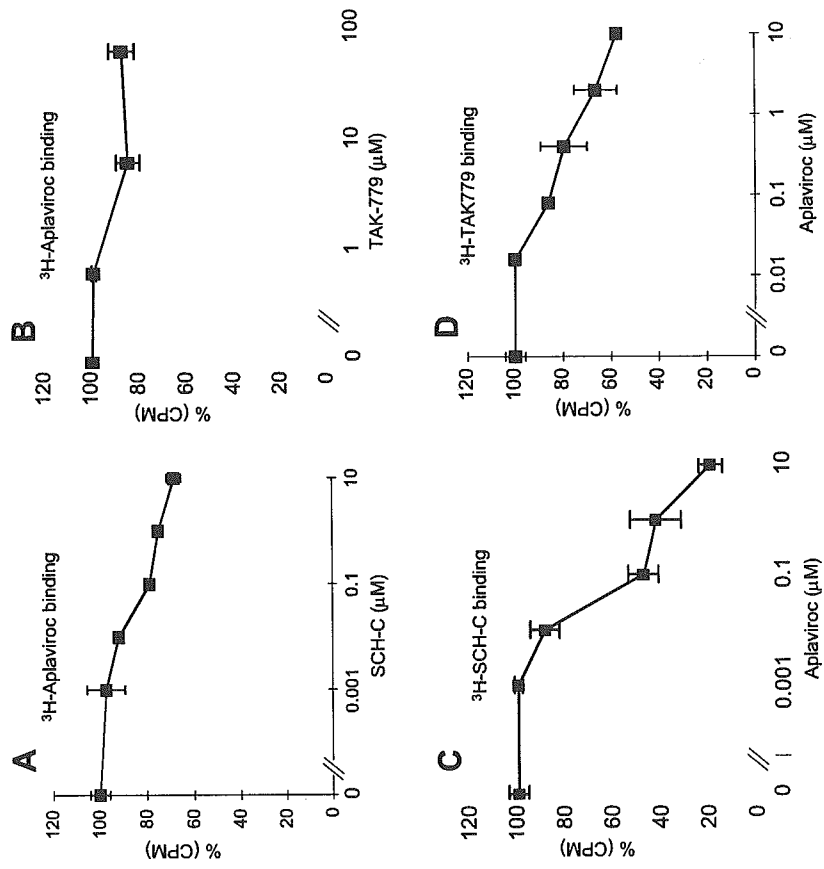 A
³H-Aplaviroc binding
120
100
80
60
40
20
0
% (CPM)
0
0.001
0.1
10
SCH-C (µM)
B
³H-Aplaviroc binding
120
100
80
60
40
20
0
% (CPM)
0
1
10
100
TAK-779 (µM)
C
³H-SCH-C binding
120
100
80
60
40
20
0
% (CPM)
0
0.001
0.1
10
Aplaviroc (µM)
D
³H-TAK779 binding
120
100
80
60
40
20
0
% (CPM)
0
0.01
0.1
1
10
Aplaviroc (µM)